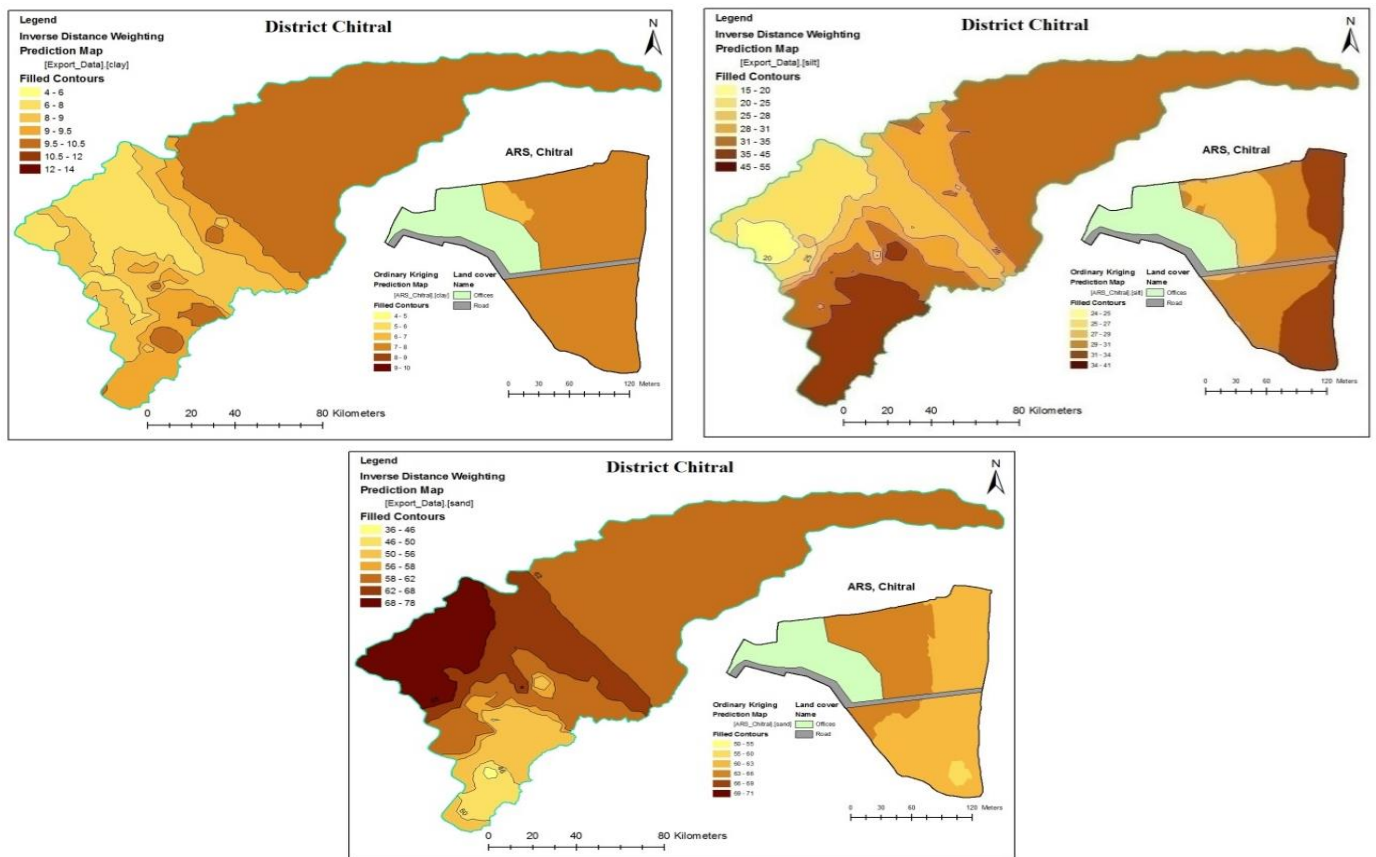 Legend
District Chitral
N
Inverse Distance Weighting
Prediction Map
[Export_Data].[clay]
Filled Contours
4 - 6
6 - 8
8 - 9
9 - 9.5
9.5 - 10.5
10.5 - 12
12 - 14
ARS, Chitral
Ordinary Kriging
Prediction Map
[ARS_Chitral].[clay]
Filled Contours
4 - 5
5 - 6
6 - 7
7 - 8
8 - 9
9 - 10
Land cover
Name
Offices
Road
0 30 60 120 Meters
0 20 40 80 Kilometers
Legend
District Chitral
N
Inverse Distance Weighting
Prediction Map
[Export_Data].[silt]
Filled Contours
15 - 20
20 - 25
25 - 28
28 - 31
31 - 35
35 - 45
45 - 55
20
25
28
ARS, Chitral
Ordinary Kriging
Prediction Map
[ARS_Chitral].[silt]
Filled Contours
24 - 25
25 - 27
27 - 29
29 - 31
31 - 34
34 - 41
Land cover
Name
Offices
Road
0 30 60 120 Meters
0 20 40 80 Kilometers
Legend
District Chitral
N
Inverse Distance Weighting
Prediction Map
[Export_Data].[sand]
Filled Contours
36 - 46
46 - 50
50 - 56
56 - 58
58 - 62
62 - 68
68 - 78
62
50
ARS, Chitral
Ordinary Kriging
Prediction Map
[ARS_Chitral].[sand]
Filled Contours
50 - 55
55 - 60
60 - 63
63 - 66
66 - 69
69 - 71
Land cover
Name
Offices
Road
0 30 60 120 Meters
0 20 40 80 Kilometers